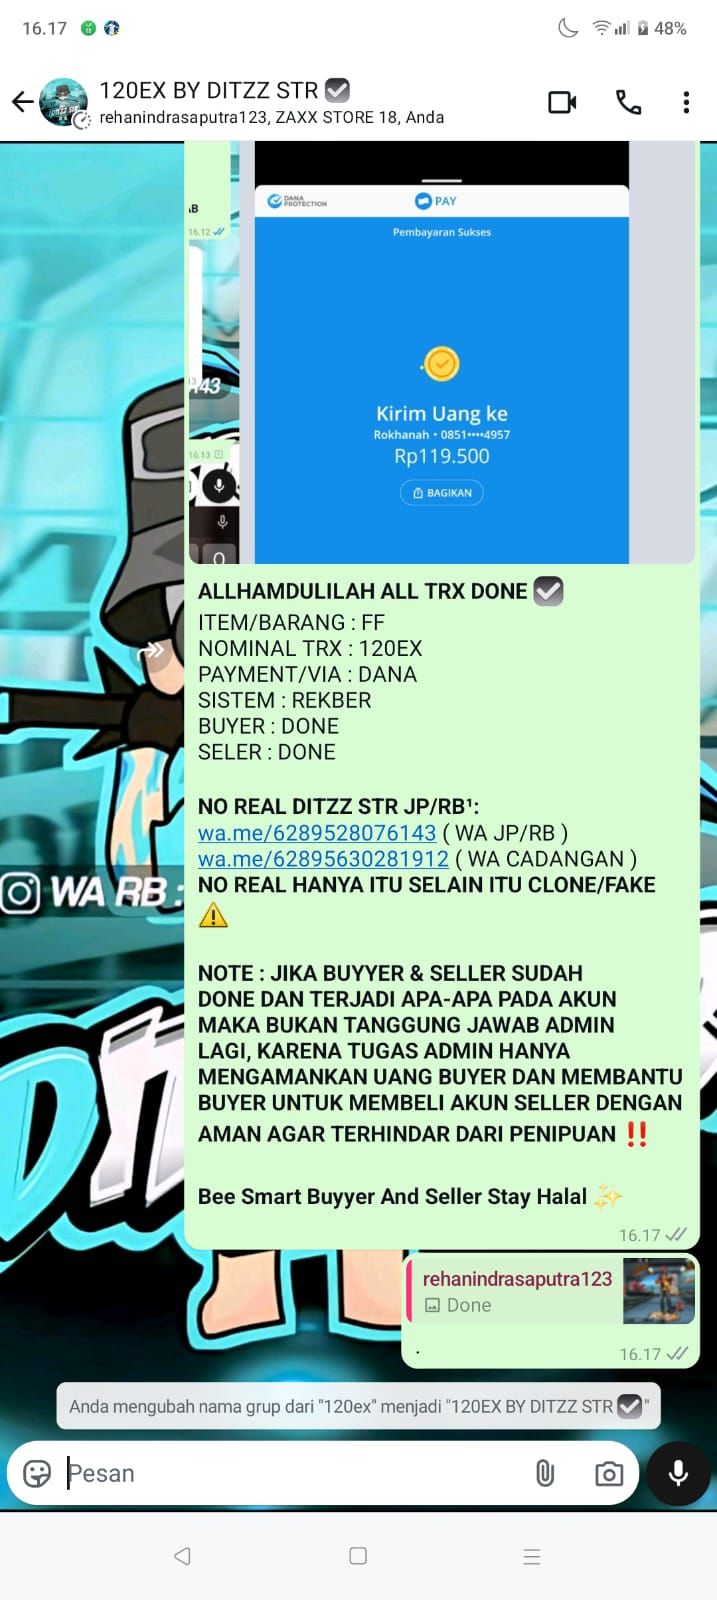 16.17
48%
120EX BY DITZZ STR
rehanindrasaputra123, ZAXX STORE 18, Anda
AB
16.12
DANA
PROTECTION
PAY
Pembayaran Sukses
Kirim Uang ke
Rokhanah • 0851••••4957
Rp119.500
BAGIKAN
16.13
ALLHAMDULILAH ALL TRX DONE
ITEM/BARANG : FF
NOMINAL TRX : 120EX
PAYMENT/VIA : DANA
SISTEM : REKBER
BUYER : DONE
SELER : DONE
NO REAL DITZZ STR JP/RB¹:
wa.me/6289528076143 ( WA JP/RB )
wa.me/62895630281912 ( WA CADANGAN )
NO REAL HANYA ITU SELAIN ITU CLONE/FAKE
⚠️
NOTE : JIKA BUYYER & SELLER SUDAH
DONE DAN TERJADI APA-APA PADA AKUN
MAKA BUKAN TANGGUNG JAWAB ADMIN
LAGI, KARENA TUGAS ADMIN HANYA
MENGAMANKAN UANG BUYER DAN MEMBANTU
BUYER UNTUK MEMBELI AKUN SELLER DENGAN
AMAN AGAR TERHINDAR DARI PENIPUAN ‼️
Bee Smart Buyyer And Seller Stay Halal ✨
16.17
WA RB :
rehanindrasaputra123
Done
.
16.17
Anda mengubah nama grup dari "120ex" menjadi "120EX BY DITZZ STR "
Pesan